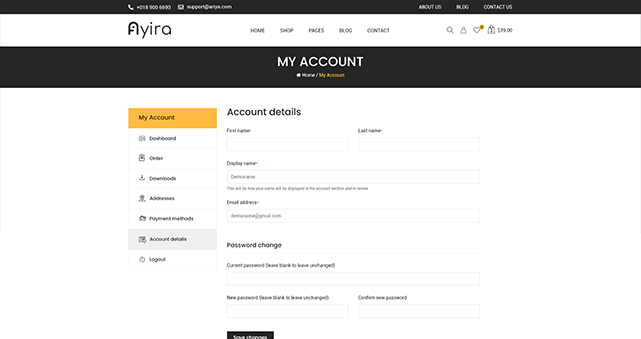 +018 900 6690 support@ariya.com ABOUT US BLOG CONTACT US
Ayira HOME SHOP PAGES BLOG CONTACT $39.00
MY ACCOUNT
Home / My Account
My Account
Dashboard
Order
Downloads
Addresses
Payment methods
Account details
Logout
Account details
First name* Last name*
Display name*
Demoname
This will be how your name will be displayed in the account section and in review
Email address*
demoname@gmail.com
Password change
Current password (leave blank to leave unchanged)
New password (leave blank to leave unchanged) Confirm new password
Save changes